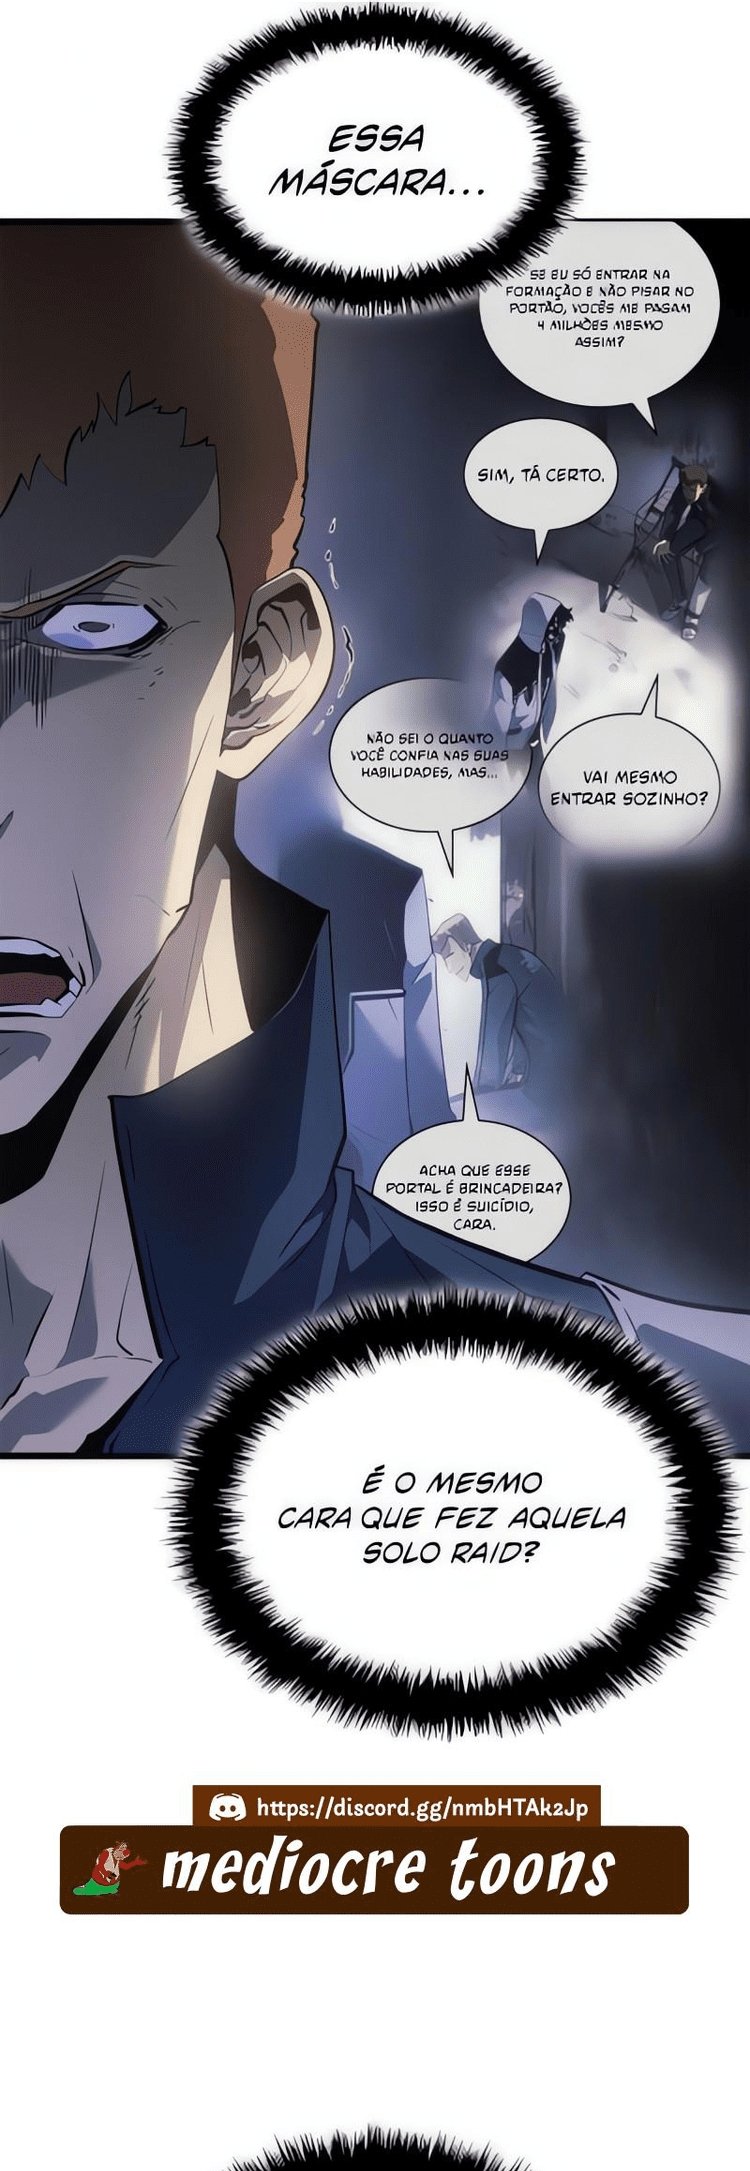 ESSA
MÁSCARA...
SE EU SÓ ENTRAR NA
FORMAÇÃO E NÃO PISAR NO
PORTÃO, VOCÊS ME PAGAM
4 MILHÕES MESMO
ASSIM?
SIM, TÁ CERTO.
NÃO SEI O QUANTO
VOCÊ CONFIA NAS SUAS
HABILIDADES, MAS...
VAI MESMO
ENTRAR SOZINHO?
ACHA QUE ESSE
PORTAL É BRINCADEIRA?
ISSO É SUICÍDIO,
CARA.
É O MESMO
CARA QUE FEZ AQUELA
SOLO RAID?
https://discord.gg/nmbHTAk2Jp
mediocre toons